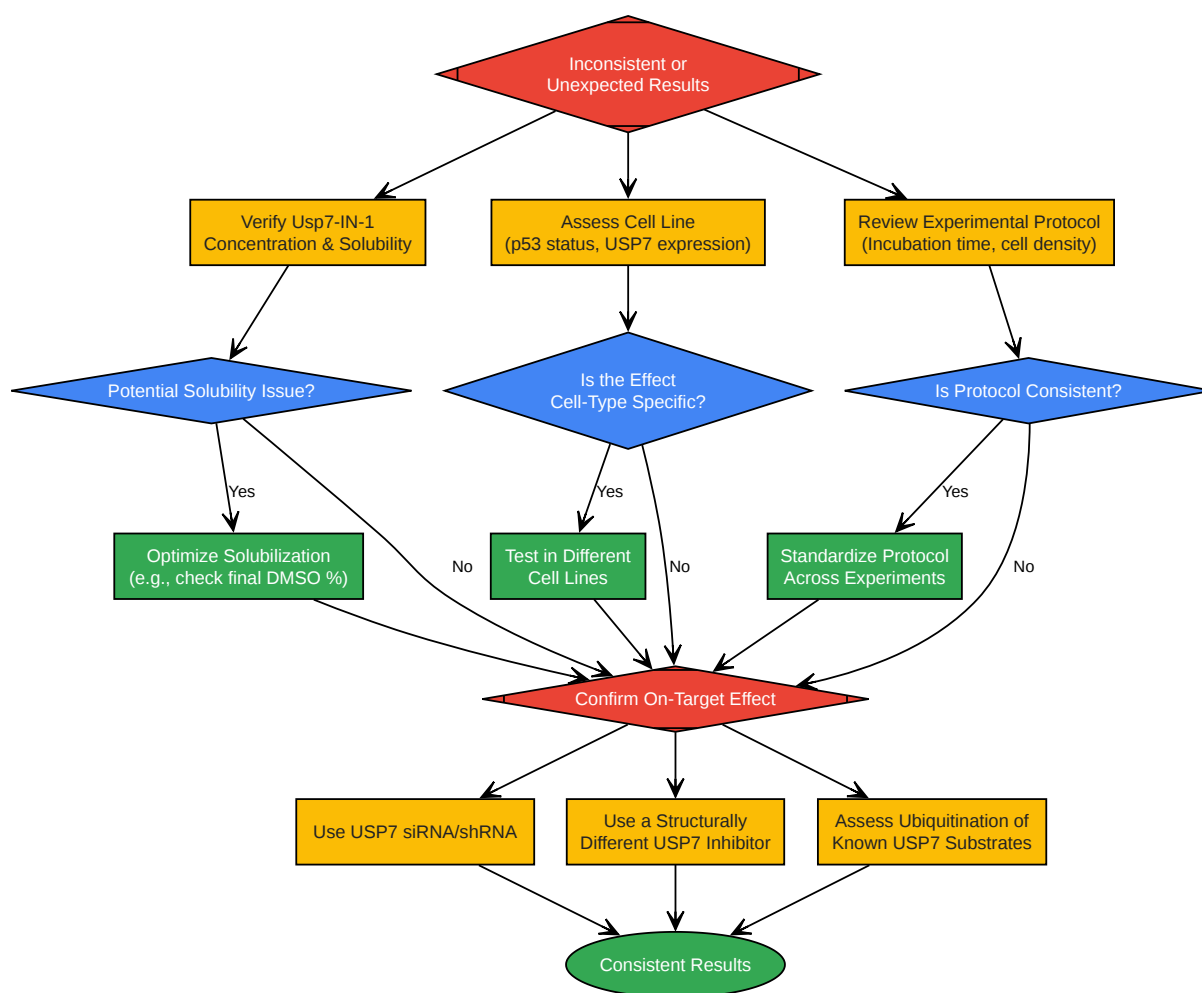 Inconsistent or
Unexpected Results
Verify Usp7-IN-1
Concentration & Solubility
Assess Cell Line
(p53 status, USP7 expression)
Review Experimental Protocol
(Incubation time, cell density)
Potential Solubility Issue?
Is the Effect
Cell-Type Specific?
Is Protocol Consistent?
Yes
Yes
Yes
Optimize Solubilization
(e.g., check final DMSO %)
No
Test in Different
Cell Lines
No
Standardize Protocol
Across Experiments
No
Confirm On-Target Effect
Use USP7 siRNA/shRNA
Use a Structurally
Different USP7 Inhibitor
Assess Ubiquitination of
Known USP7 Substrates
Consistent Results